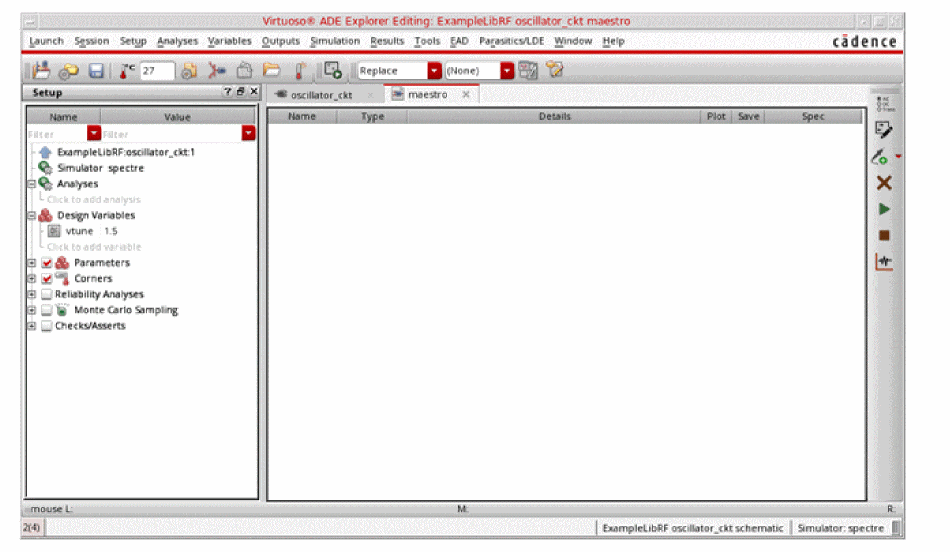 Virtuoso® ADE Explorer Editing: ExampleLibRF oscillator_ckt maestro
Launch Session Setup Analyses Variables Outputs Simulation Results Tools EAD Parasitics/LDE Window Help cādence
T°C 27 Replace (None)
Setup ? X oscillator_ckt × maestro ×
Name Value Name Type Details Plot Save Spec
Filter Filter
ExampleLibRF:oscillator_ckt:1
Simulator spectre
Analyses
Click to add analysis
Design Variables
vtune 1.5
Click to add variable
Parameters
Corners
Reliability Analyses
Monte Carlo Sampling
Checks/Asserts
mouse L: M: R:
2(4) ExampleLibRF oscillator_ckt schematic Simulator: spectre